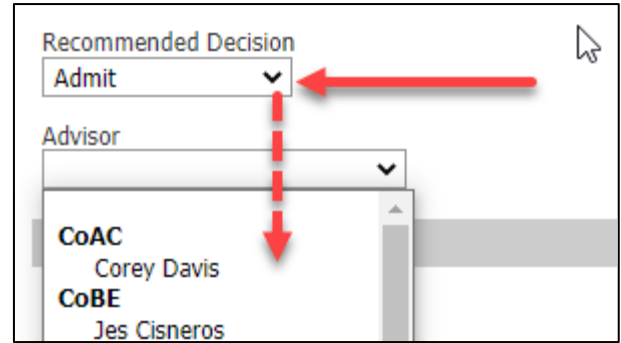 Recommended Decision
Admit
Advisor
CoAC
Corey Davis
CoBE
Jes Cisneros